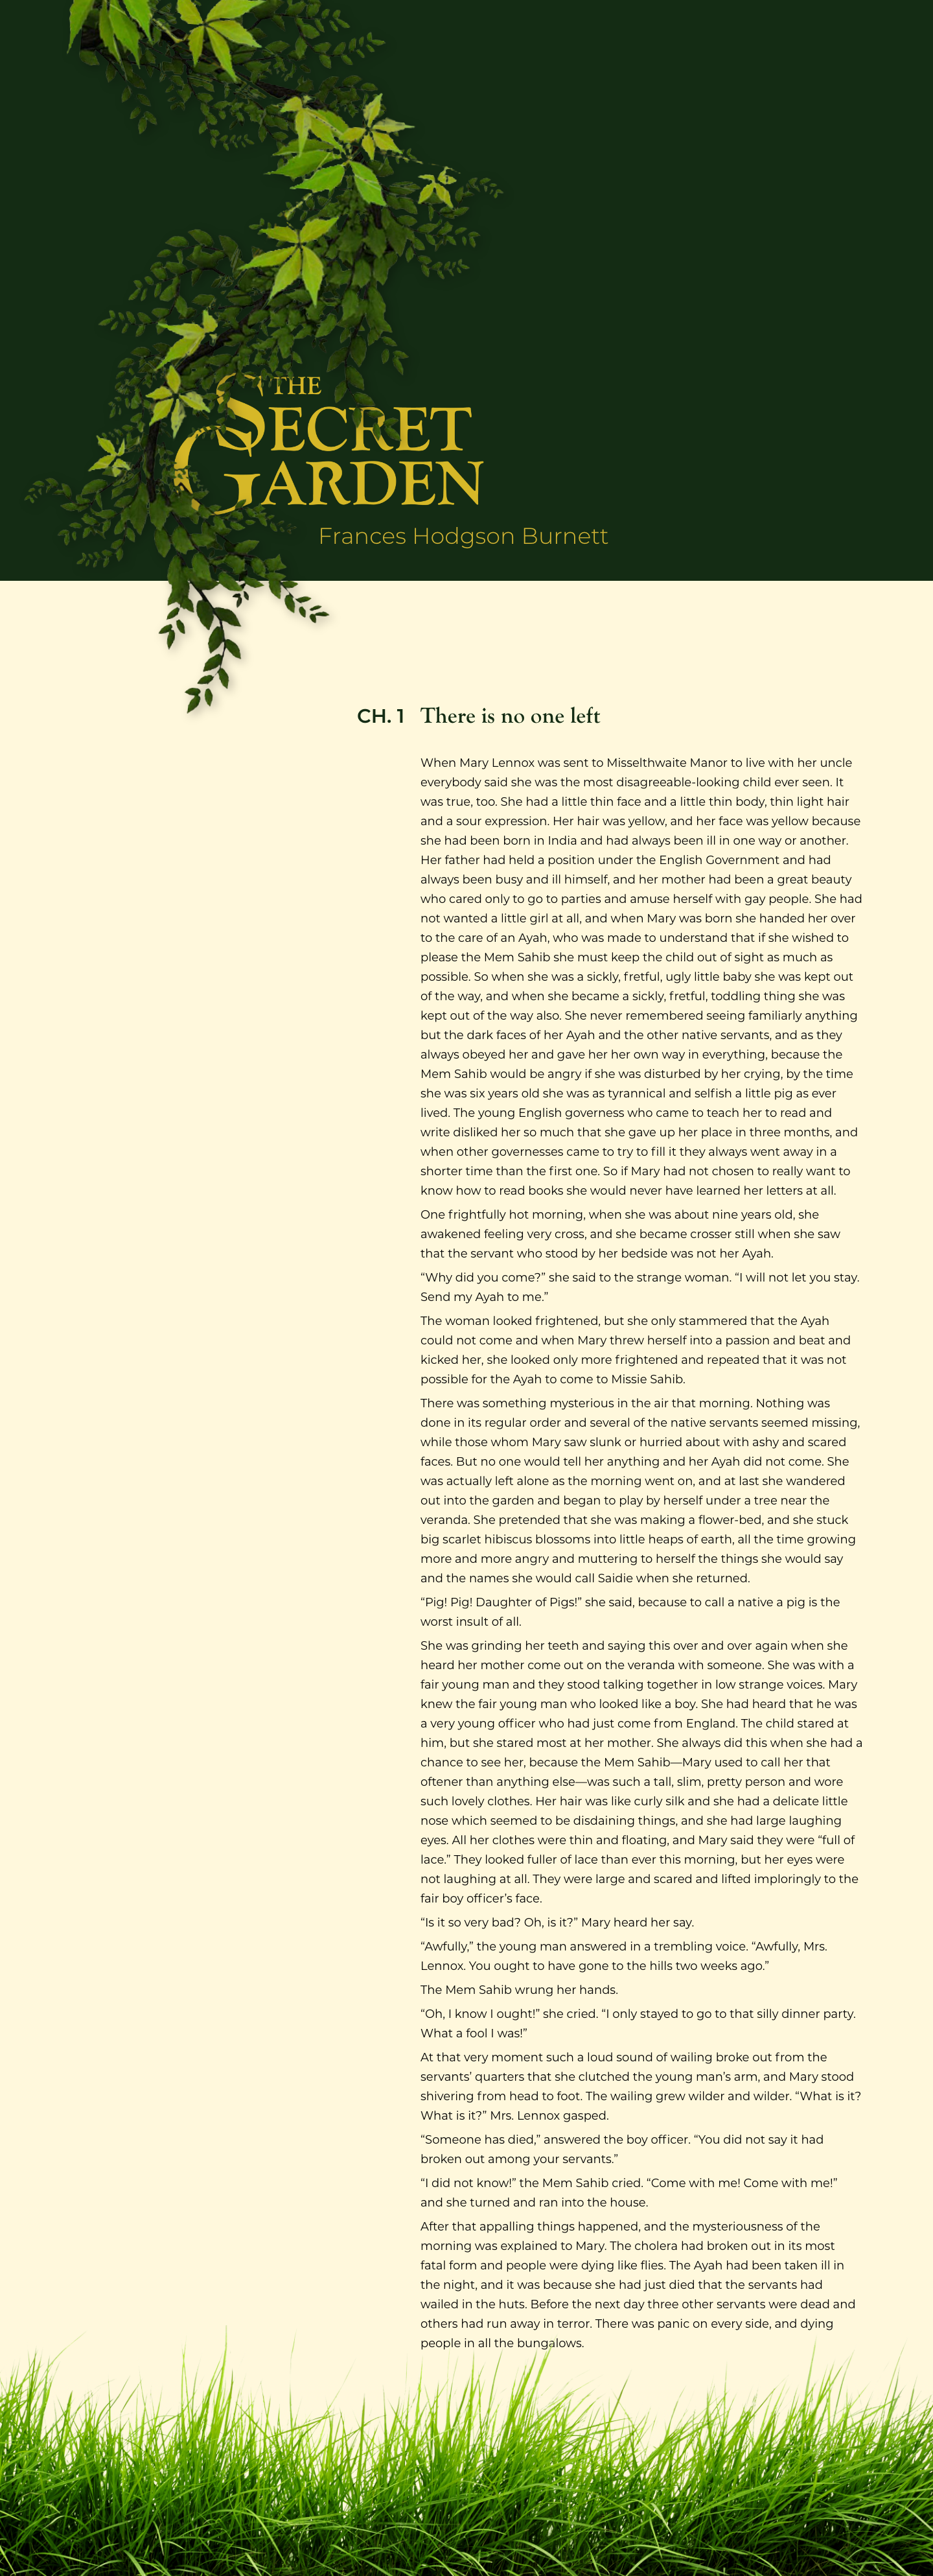 THE
SECRET
GARDEN
Frances Hodgson Burnett
CH. 1 There is no one left
When Mary Lennox was sent to Misselthwaite Manor to live with her uncle
everybody said she was the most disagreeable-looking child ever seen. It
was true, too. She had a little thin face and a little thin body, thin light hair
and a sour expression. Her hair was yellow, and her face was yellow because
she had been born in India and had always been ill in one way or another.
Her father had held a position under the English Government and had
always been busy and ill himself, and her mother had been a great beauty
who cared only to go to parties and amuse herself with gay people. She had
not wanted a little girl at all, and when Mary was born she handed her over
to the care of an Ayah, who was made to understand that if she wished to
please the Mem Sahib she must keep the child out of sight as much as
possible. So when she was a sickly, fretful, ugly little baby she was kept out
of the way, and when she became a sickly, fretful, toddling thing she was
kept out of the way also. She never remembered seeing familiarly anything
but the dark faces of her Ayah and the other native servants, and as they
always obeyed her and gave her her own way in everything, because the
Mem Sahib would be angry if she was disturbed by her crying, by the time
she was six years old she was as tyrannical and selfish a little pig as ever
lived. The young English governess who came to teach her to read and
write disliked her so much that she gave up her place in three months, and
when other governesses came to try to fill it they always went away in a
shorter time than the first one. So if Mary had not chosen to really want to
know how to read books she would never have learned her letters at all.
One frightfully hot morning, when she was about nine years old, she
awakened feeling very cross, and she became crosser still when she saw
that the servant who stood by her bedside was not her Ayah.
“Why did you come?” she said to the strange woman. “I will not let you stay.
Send my Ayah to me.”
The woman looked frightened, but she only stammered that the Ayah
could not come and when Mary threw herself into a passion and beat and
kicked her, she looked only more frightened and repeated that it was not
possible for the Ayah to come to Missie Sahib.
There was something mysterious in the air that morning. Nothing was
done in its regular order and several of the native servants seemed missing,
while those whom Mary saw slunk or hurried about with ashy and scared
faces. But no one would tell her anything and her Ayah did not come. She
was actually left alone as the morning went on, and at last she wandered
out into the garden and began to play by herself under a tree near the
veranda. She pretended that she was making a flower-bed, and she stuck
big scarlet hibiscus blossoms into little heaps of earth, all the time growing
more and more angry and muttering to herself the things she would say
and the names she would call Saidie when she returned.
“Pig! Pig! Daughter of Pigs!” she said, because to call a native a pig is the
worst insult of all.
She was grinding her teeth and saying this over and over again when she
heard her mother come out on the veranda with someone. She was with a
fair young man and they stood talking together in low strange voices. Mary
knew the fair young man who looked like a boy. She had heard that he was
a very young officer who had just come from England. The child stared at
him, but she stared most at her mother. She always did this when she had a
chance to see her, because the Mem Sahib—Mary used to call her that
oftener than anything else—was such a tall, slim, pretty person and wore
such lovely clothes. Her hair was like curly silk and she had a delicate little
nose which seemed to be disdaining things, and she had large laughing
eyes. All her clothes were thin and floating, and Mary said they were “full of
lace.” They looked fuller of lace than ever this morning, but her eyes were
not laughing at all. They were large and scared and lifted imploringly to the
fair boy officer’s face.
“Is it so very bad? Oh, is it?” Mary heard her say.
“Awfully,” the young man answered in a trembling voice. “Awfully, Mrs.
Lennox. You ought to have gone to the hills two weeks ago.”
The Mem Sahib wrung her hands.
“Oh, I know I ought!” she cried. “I only stayed to go to that silly dinner party.
What a fool I was!”
At that very moment such a loud sound of wailing broke out from the
servants’ quarters that she clutched the young man’s arm, and Mary stood
shivering from head to foot. The wailing grew wilder and wilder. “What is it?
What is it?” Mrs. Lennox gasped.
“Someone has died,” answered the boy officer. “You did not say it had
broken out among your servants.”
“I did not know!” the Mem Sahib cried. “Come with me! Come with me!”
and she turned and ran into the house.
After that appalling things happened, and the mysteriousness of the
morning was explained to Mary. The cholera had broken out in its most
fatal form and people were dying like flies. The Ayah had been taken ill in
the night, and it was because she had just died that the servants had
wailed in the huts. Before the next day three other servants were dead and
others had run away in terror. There was panic on every side, and dying
people in all the bungalows.